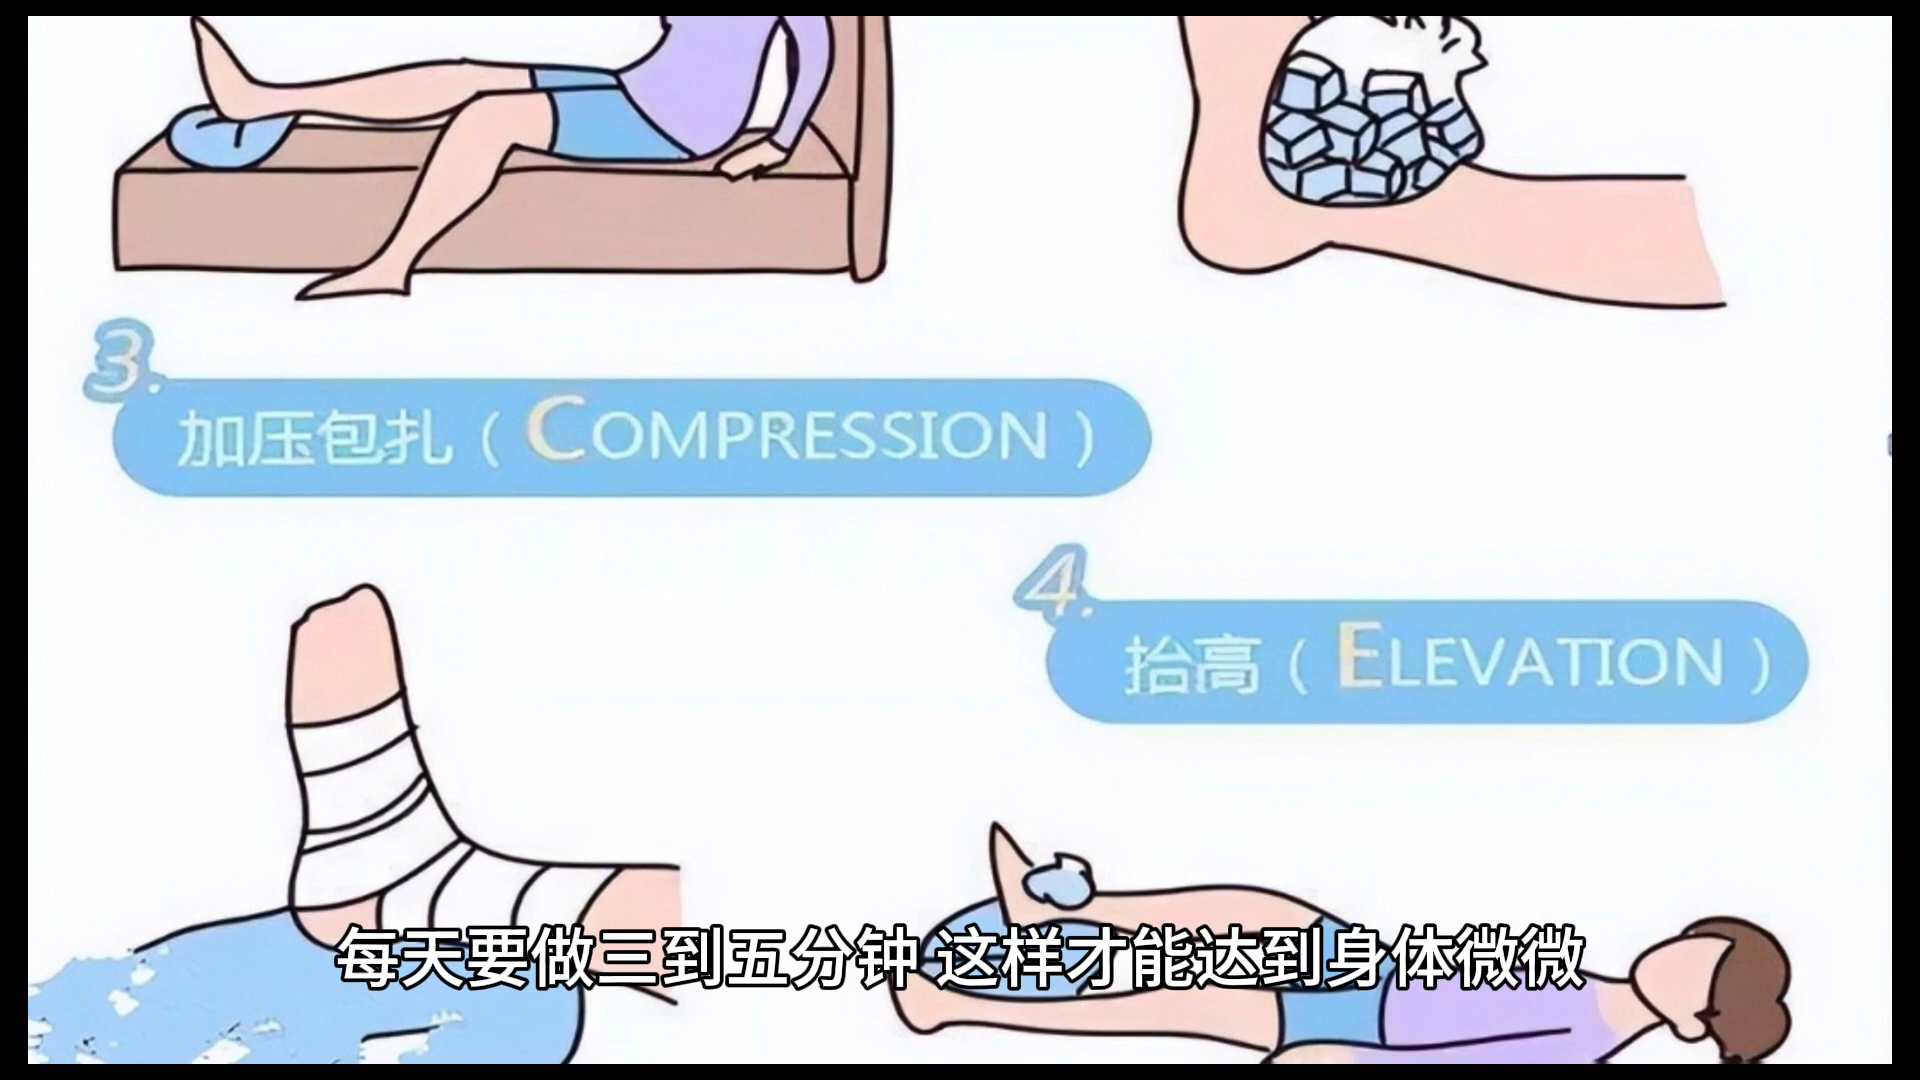 3.
加压包扎（COMPRESSION）
4.
抬高（ELEVATION）
每天要做三到五分钟 这样才能达到身体微微